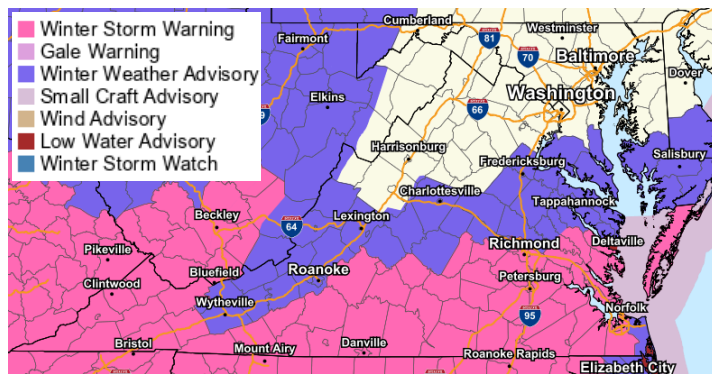 Winter Storm Warning
Gale Warning
Winter Weather Advisory
Small Craft Advisory
Wind Advisory
Low Water Advisory
Winter Storm Watch
Cumberland
Westminster
Fairmont
81
70
Baltimore
Dover
Elkins
Washington
66
9
Harrisonburg
Fredericksburg
Salisbury
Charlottesville
Tappahannock
Beckley
Lexington
64
Deltaville
Pikeville
Richmond
Bluefield
Roanoke
Clintwood
Petersburg
Wytheville
Norfolk
95
Bristol
Mount Airy
Danville
Roanoke Rapids
Elizabeth City